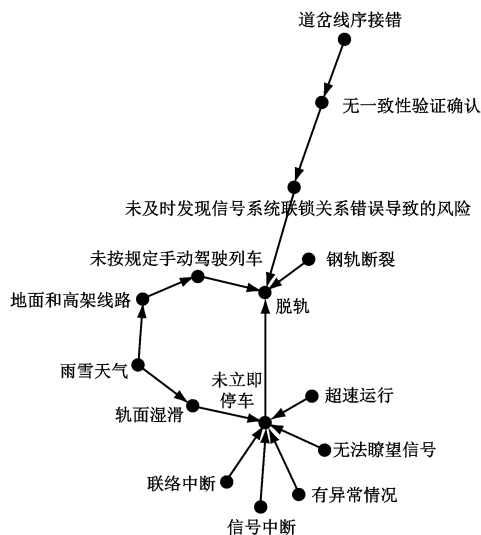 道岔线序接错
无一致性验证确认
未及时发现信号系统联锁关系错误导致的风险
未按规定手动驾驶列车
钢轨断裂
地面和高架线路
脱轨
雨雪天气
未立即
停车
超速运行
轨面湿滑
无法瞭望信号
联络中断
有异常情况
信号中断